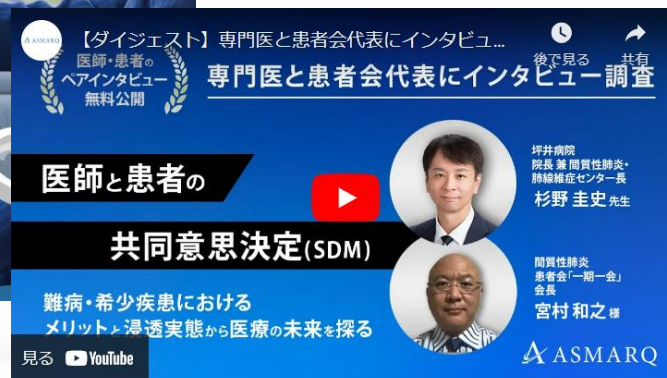 ASMARQ
【ダイジェスト】専門医と患者会代表にインタビュ...
後で見る
共有
医師・患者の
ペアインタビュー
無料公開
専門医と患者会代表にインタビュー調査
医師と患者の
共同意思決定(SDM)
難病・希少疾患における
メリットと浸透実態から医療の未来を探る
坪井病院
院長 兼 間質性肺炎・
肺線維症センター長
杉野 圭史 先生
間質性肺炎
患者会「一期一会」
会長
宮村 和之 様
見る YouTube
ASMARQ